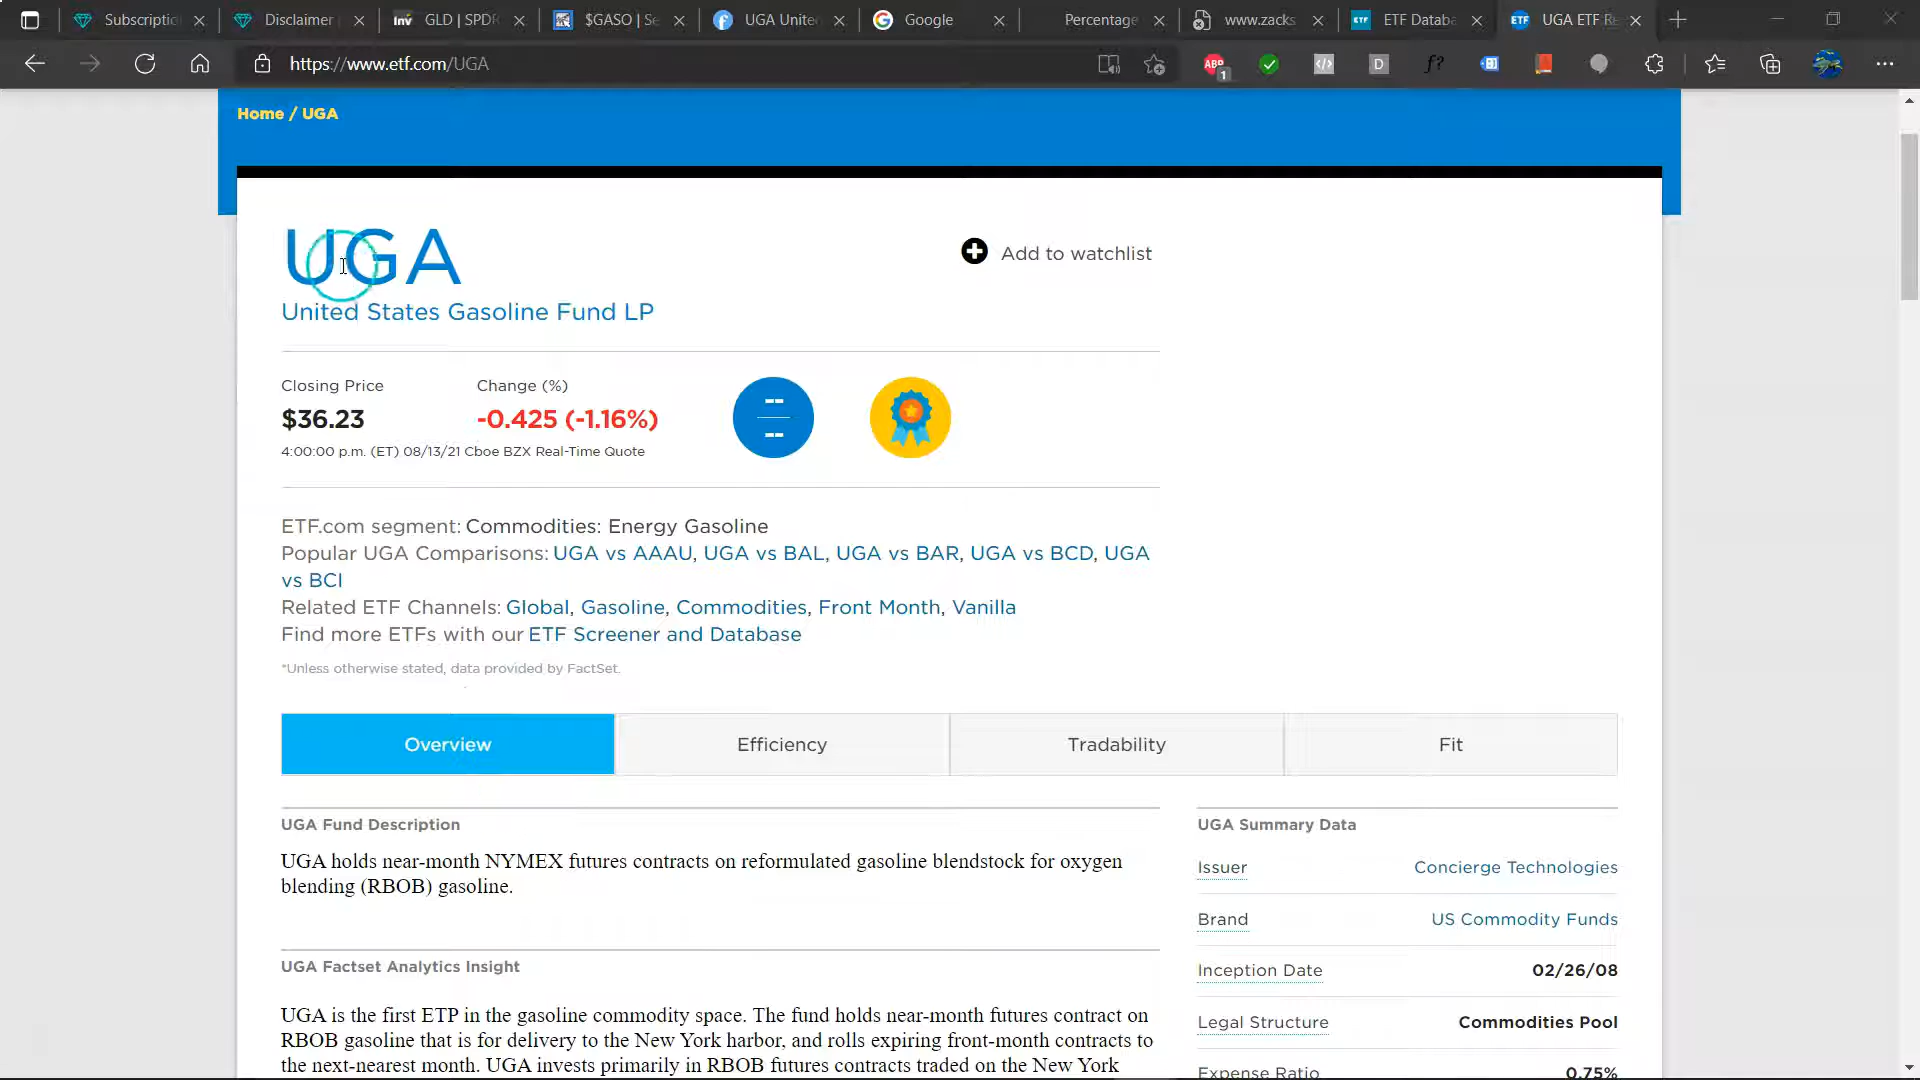 Subscriptio
Disclaimer
inv GLD | SPDR
$GASO | Se
UGA Unite
Google
Percentage
www.zacks
ETF ETF Databa
ETF UGA ETF Re
https://www.etf.com/UGA
ABP
1
D
f?
Home / UGA
UGA
Add to watchlist
United States Gasoline Fund LP
Closing Price
Change (%)
$36.23
-0.425 (-1.16%)
--
--
4:00:00 p.m. (ET) 08/13/21 Cboe BZX Real-Time Quote
ETF.com segment: Commodities: Energy Gasoline
Popular UGA Comparisons: UGA vs AAAU, UGA vs BAL, UGA vs BAR, UGA vs BCD, UGA
vs BCI
Related ETF Channels: Global, Gasoline, Commodities, Front Month, Vanilla
Find more ETFs with our ETF Screener and Database
*Unless otherwise stated, data provided by FactSet.
Overview
Efficiency
Tradability
Fit
UGA Fund Description
UGA holds near-month NYMEX futures contracts on reformulated gasoline blendstock for oxygen
blending (RBOB) gasoline.
UGA Factset Analytics Insight
UGA is the first ETP in the gasoline commodity space. The fund holds near-month futures contract on
RBOB gasoline that is for delivery to the New York harbor, and rolls expiring front-month contracts to
the next-nearest month. UGA invests primarily in RBOB futures contracts traded on the New York
UGA Summary Data
Issuer Concierge Technologies
Brand US Commodity Funds
Inception Date 02/26/08
Legal Structure Commodities Pool
Expense Ratio 0.75%